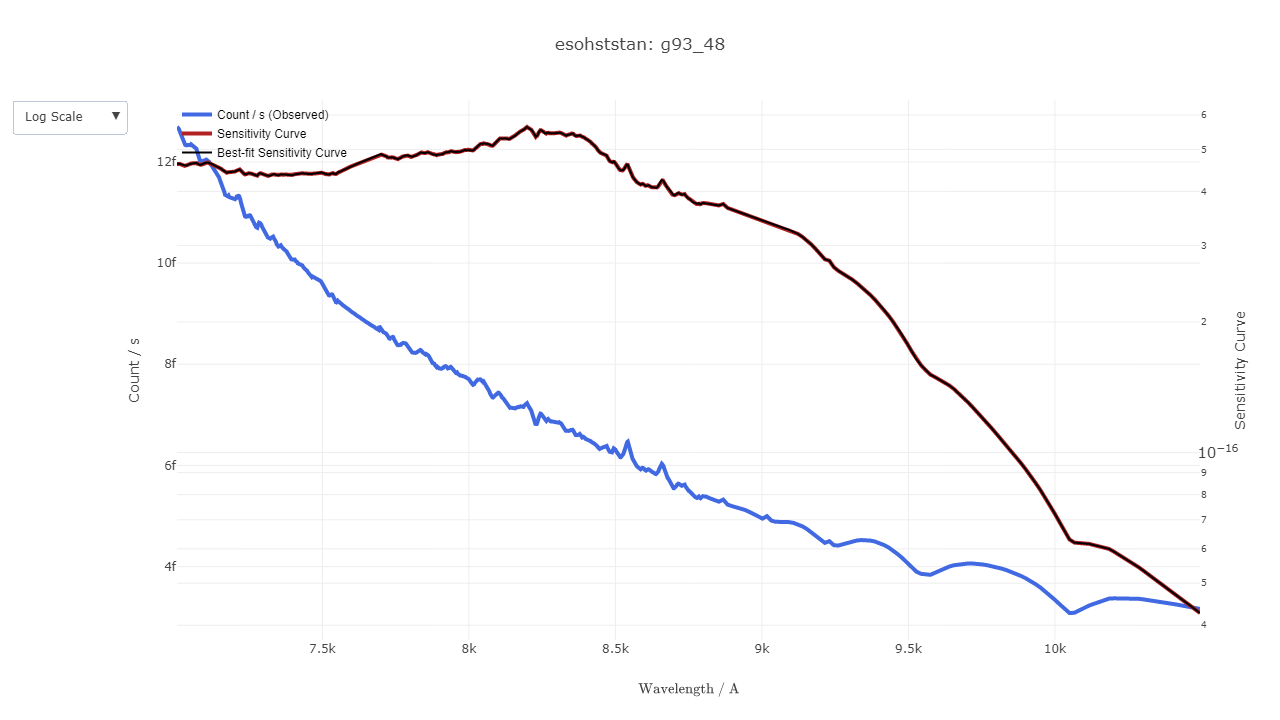 esohststan: g93_48
Log Scale ▼
Count / s (Observed)
Sensitivity Curve
Best-fit Sensitivity Curve
12f
10f
8f
6f
4f
Count / s
6
5
4
3
2
10−16
9
8
7
6
5
4
Sensitivity Curve
7.5k 8k 8.5k 9k 9.5k 10k
Wavelength / A